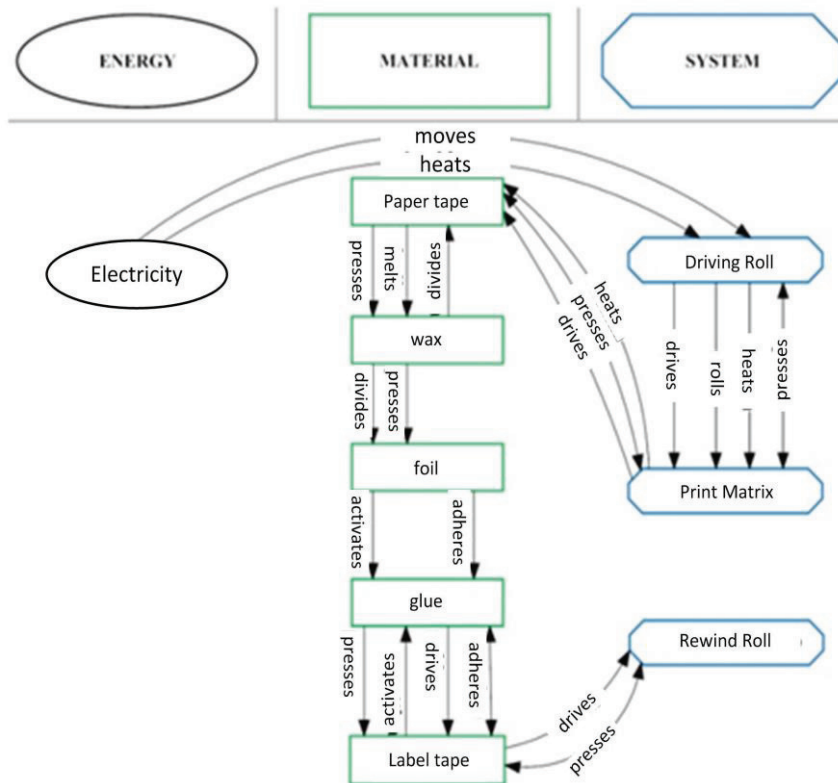 ENERGY
MATERIAL
SYSTEM
moves
heats
Paper tape
Electricity
Driving Roll
presses
melts
divides
heats
presses
drives
drives
rolls
heats
presses
wax
divides
presses
foil
Print Matrix
activates
adheres
glue
Rewind Roll
presses
activates
drives
adheres
drives
presses
Label tape